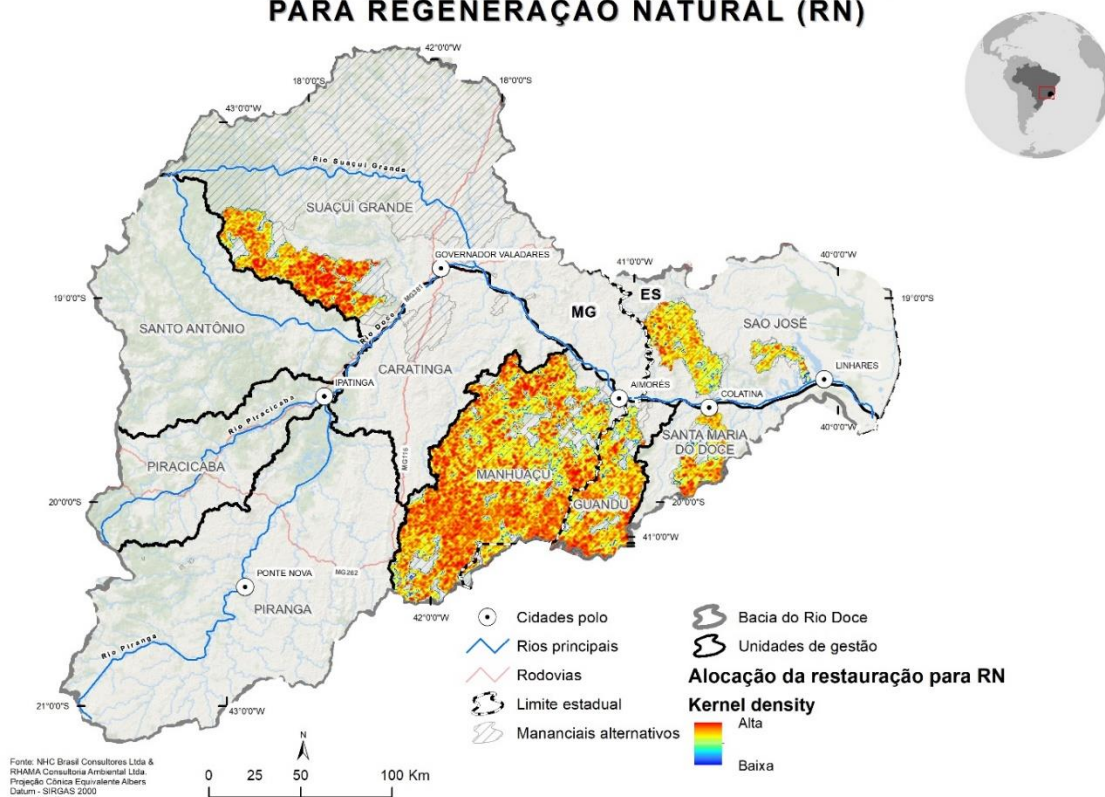 PARA REGENERAÇÃO NATURAL (RN)
42°0'0"W
18°0'0"S
18°0'0"S
43°0'0"W
Rio Suaçuí Grande
SUAÇUÍ GRANDE
GOVERNADOR VALADARES
41°0'0"W
40°0'0"W
19°0'0"S
19°0'0"S
ES
MG
SAO JOSÉ
SANTO ANTÔNIO
Rio Doce
MG381
CARATINGA
LINHARES
IPATINGA
AIMORÉS
COLATINA
40°0'0"W
Rio Piracicaba
SANTA MARIA
DO DOCE
PIRACICABA
MG116
MANHUAÇU
GUANDU
20°0'0"S
20°0'0"S
41°0'0"W
MG262
PONTE NOVA
PIRANGA
42°0'0"W
Rio Piranga
21°0'0"S
43°0'0"W
Cidades polo
Rios principais
Rodovias
Limite estadual
Mananciais alternativos
Bacia do Rio Doce
Unidades de gestão
Alocação da restauração para RN
Kernel density
Alta
Baixa
N
0 25 50 100 Km
Fonte: NHC Brasil Consultores Ltda &
RHAMA Consultoria Ambiental Ltda.
Projeção Cônica Equivalente Albers
Datum - SIRGAS 2000